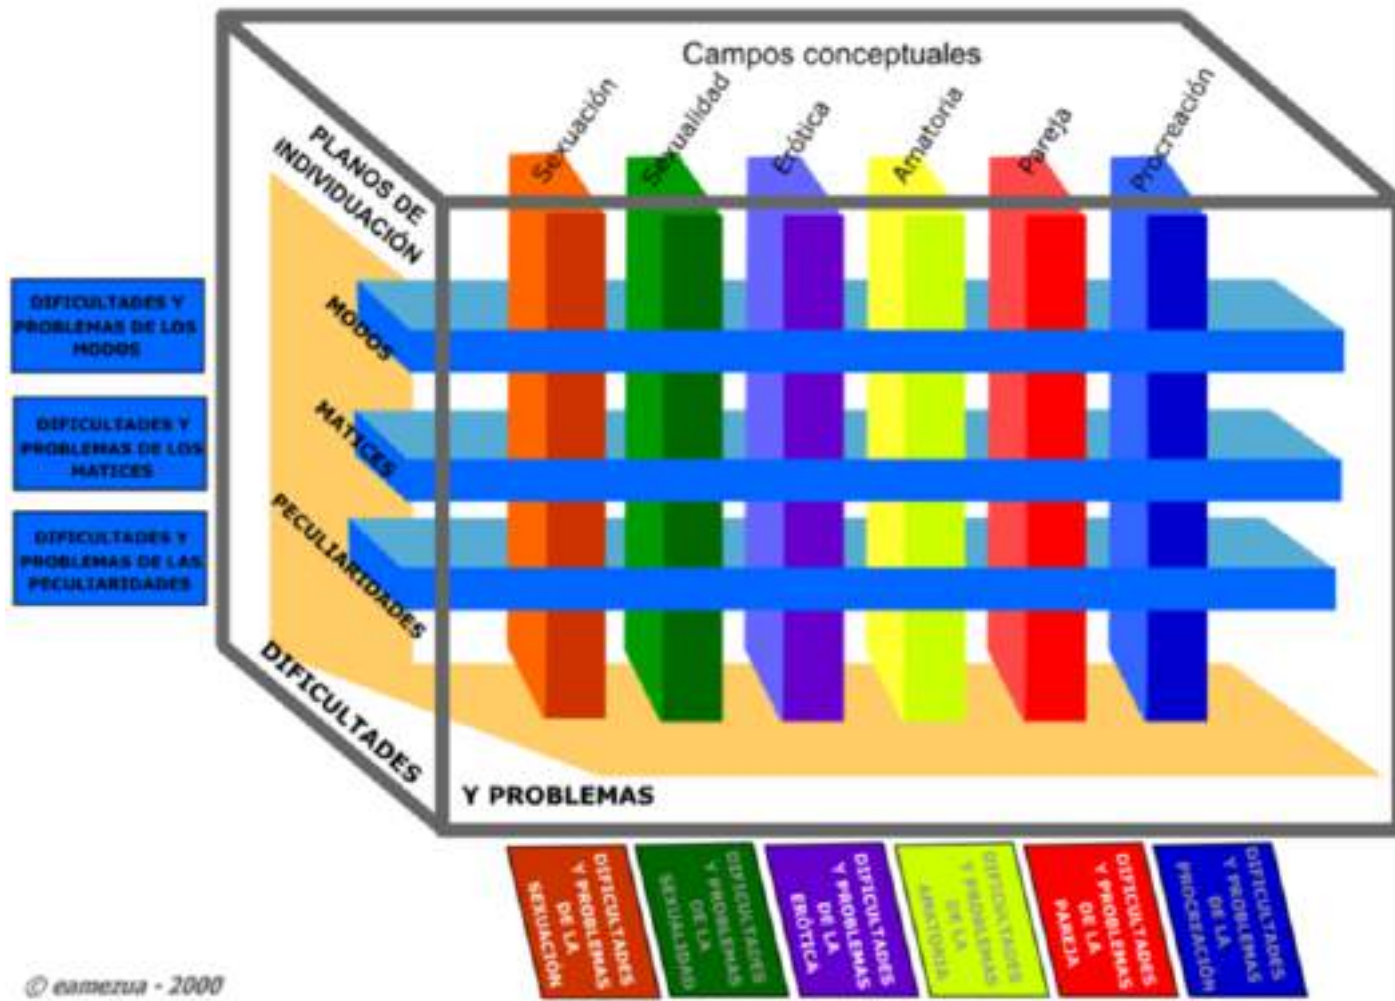 Campos conceptuales
Sexuación
Sexualidad
Erótica
Amatoria
Pareja
Procreación
PLANOS DE
INDIVIDUACIÓN
MODOS
MATICES
PECULIARIDADES
DIFICULTADES Y
PROBLEMAS DE LOS
MODOS
DIFICULTADES Y
PROBLEMAS DE LOS
MATICES
DIFICULTADES Y
PROBLEMAS DE LAS
PECULIARIDADES
DIFICULTADES
Y PROBLEMAS
DIFICULTADES
Y PROBLEMAS
DE LA
SEXUACIÓN
DIFICULTADES
Y PROBLEMAS
DE LA
SEXUALIDAD
DIFICULTADES
Y PROBLEMAS
DE LA
ERÓTICA
DIFICULTADES
Y PROBLEMAS
DE LA
AMATORIA
DIFICULTADES
Y PROBLEMAS
DE LA
PAREJA
DIFICULTADES
Y PROBLEMAS
DE LA
PROCREACIÓN
© eamezua - 2000